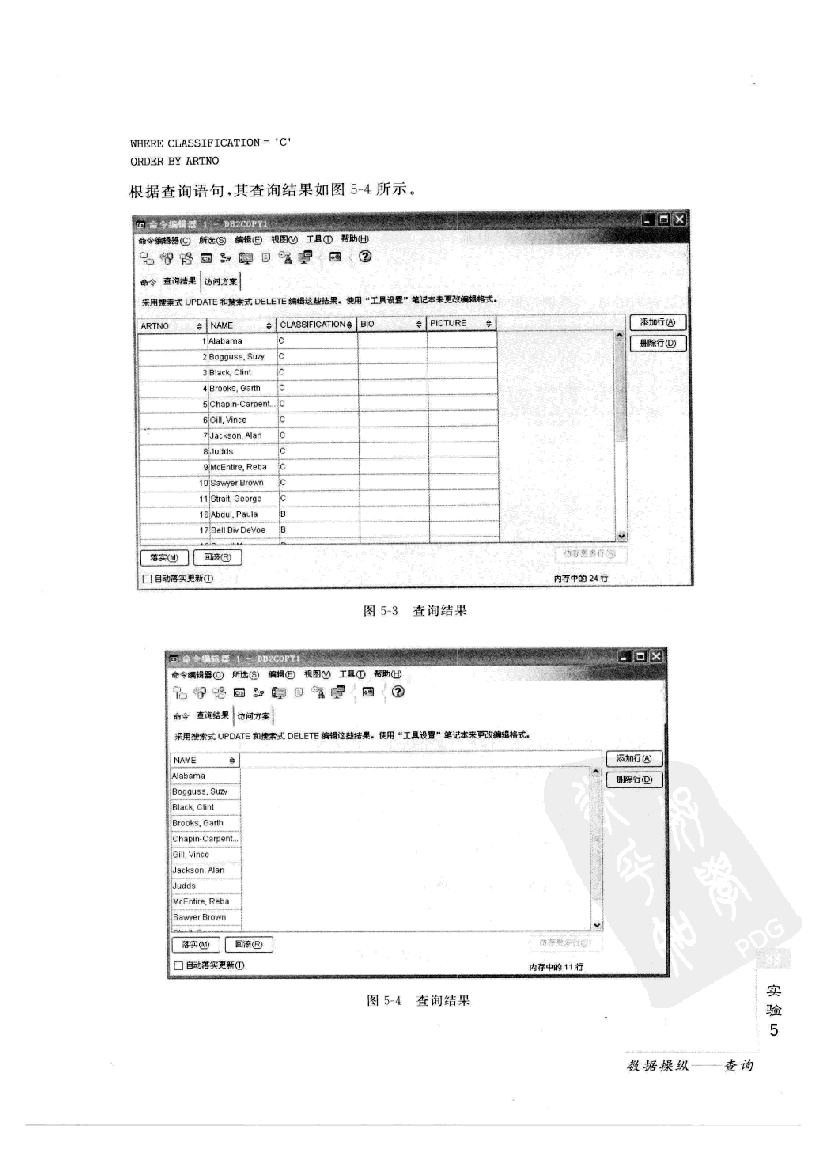 WHERE CLASSIFICATION = 'C'
ORDER BY ARTNO
根据查询语句,其查询结果如图 5-4 所示。
命令编辑器 1 - DB2COPY1
命令编辑器(C) 所选(S) 编辑(E) 视图(V) 工具(T) 帮助(H)
命令 查询结果 访问方案
采用搜索式 UPDATE 和搜索式 DELETE 编辑这些结果。使用 "工具设置" 笔记本来更改编辑格式。
ARTNO NAME CLASSIFICATION BIO PICTURE
添加行(A)
删除行(D)
1 Alabama C
2 Bogguss, Suzy C
3 Black, Clint C
4 Brooks, Garth C
5 Chapin-Carpent... C
6 Gill, Vince C
7 Jackson, Alan C
8 Judds C
9 McEntire, Reba C
10 Sawyer Brown C
11 Strait, George C
16 Abdul, Paula B
17 Bell Biv DeVoe B
落实(M) 回滚(R)
自动落实更新(T) 内存中的 24 行
图 5-3 查询结果
命令编辑器 1 - DB2COPY1
命令编辑器(C) 所选(S) 编辑(E) 视图(V) 工具(T) 帮助(H)
命令 查询结果 访问方案
采用搜索式 UPDATE 和搜索式 DELETE 编辑这些结果。使用 "工具设置" 笔记本来更改编辑格式。
NAME
添加行(A)
删除行(D)
Alabama
Bogguss, Suzy
Black, Clint
Brooks, Garth
Chapin-Carpent...
Gill, Vince
Jackson, Alan
Judds
McEntire, Reba
Sawyer Brown
落实(M) 回滚(R)
自动落实更新(T) 内存中的 11 行
图 5-4 查询结果
PDG
实
验
5
数据操纵——查询